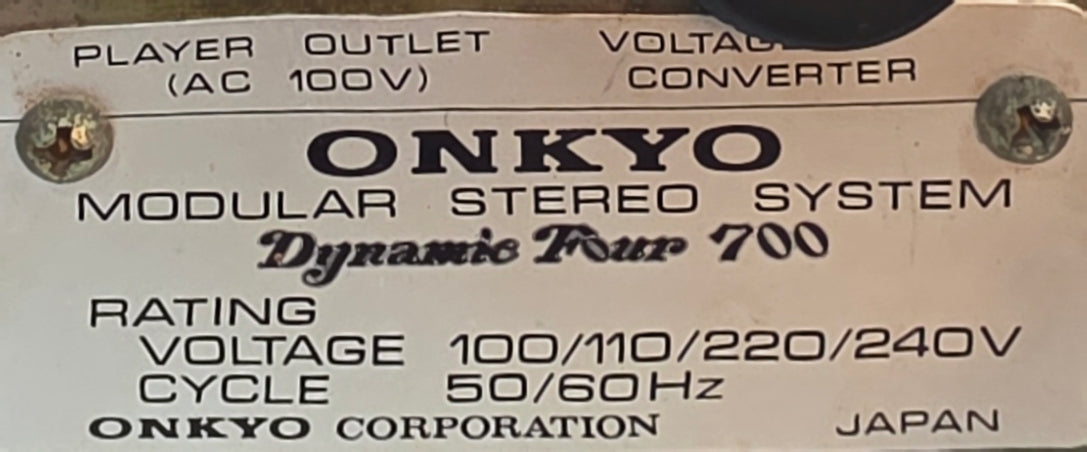 PLAYER OUTLET
(AC 100V)
CONVERTER
ONKYO
MODULAR STEREO SYSTEM
Dynamic Four 700
RATING
VOLTAGE 100/110/220/240V
CYCLE 50/60Hz
ONKYO CORPORATION JAPAN